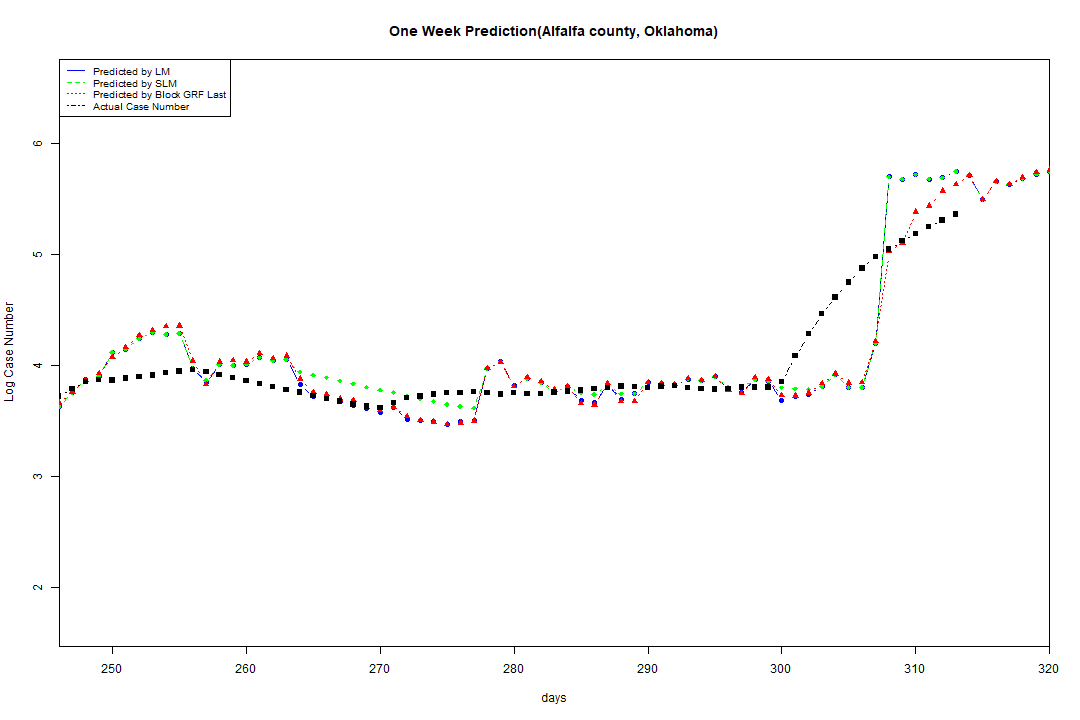 One Week Prediction(Alfalfa county, Oklahoma)
Predicted by LM
Predicted by SLM
Predicted by Block GRF Last
Actual Case Number
6
5
4
3
2
Log Case Number
250 260 270 280 290 300 310 320
days